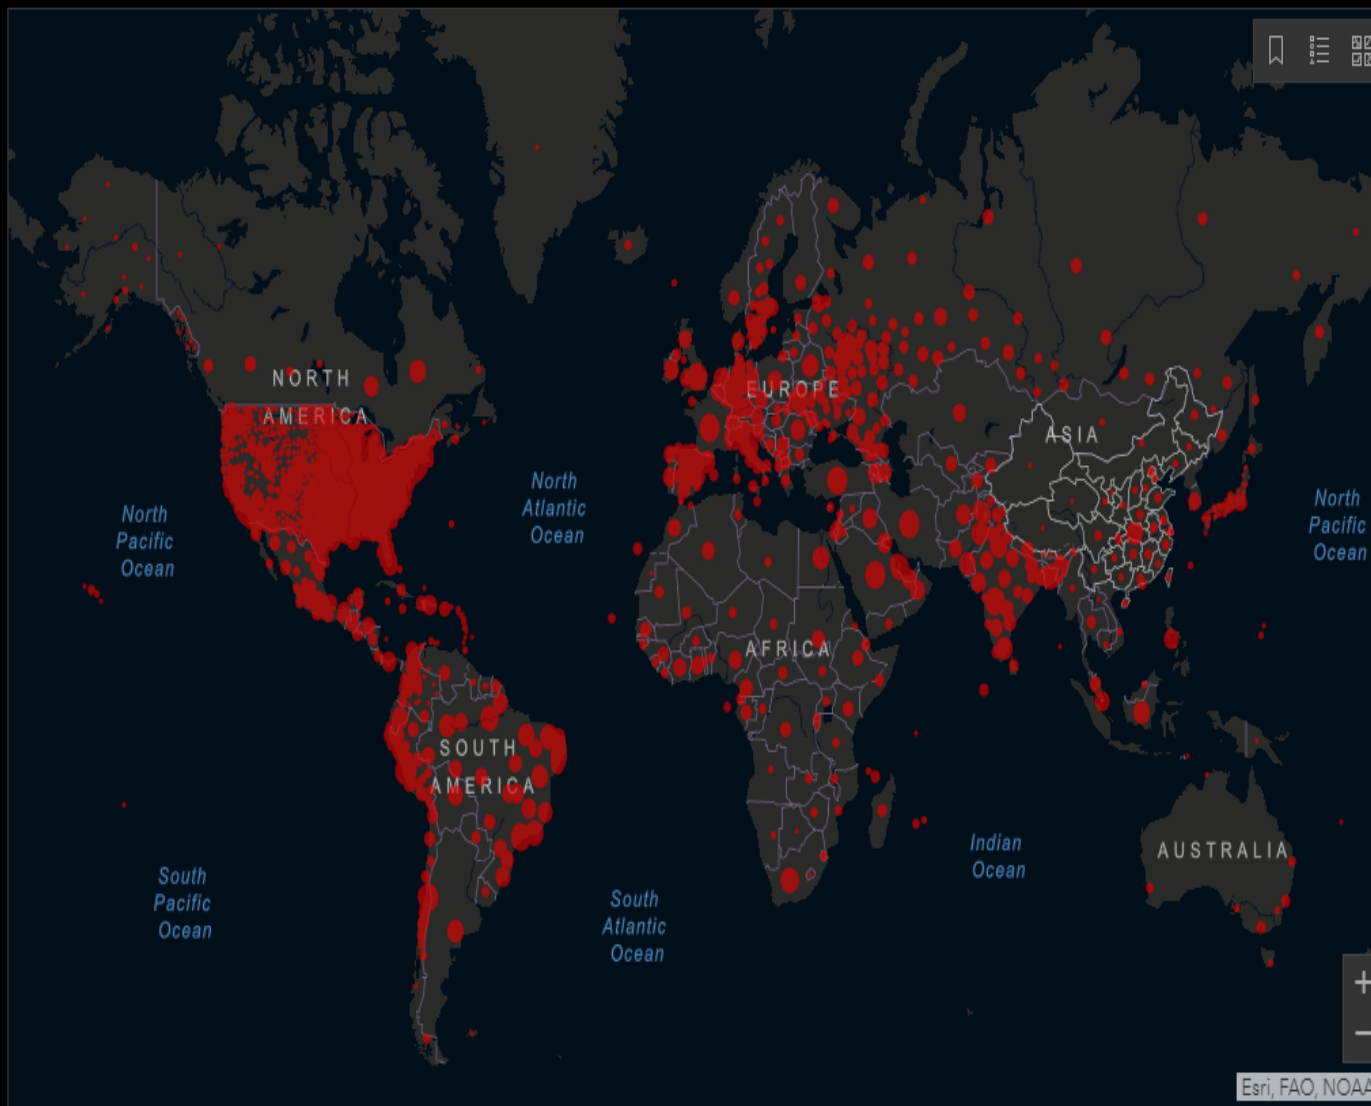 NORTH
AMERICA
EUROPE
ASIA
North
Atlantic
Ocean
North
Pacific
Ocean
North
Pacific
Ocean
AFRICA
SOUTH
AMERICA
Indian
Ocean
AUSTRALIA
South
Pacific
Ocean
South
Atlantic
Ocean
Esri, FAO, NOAA